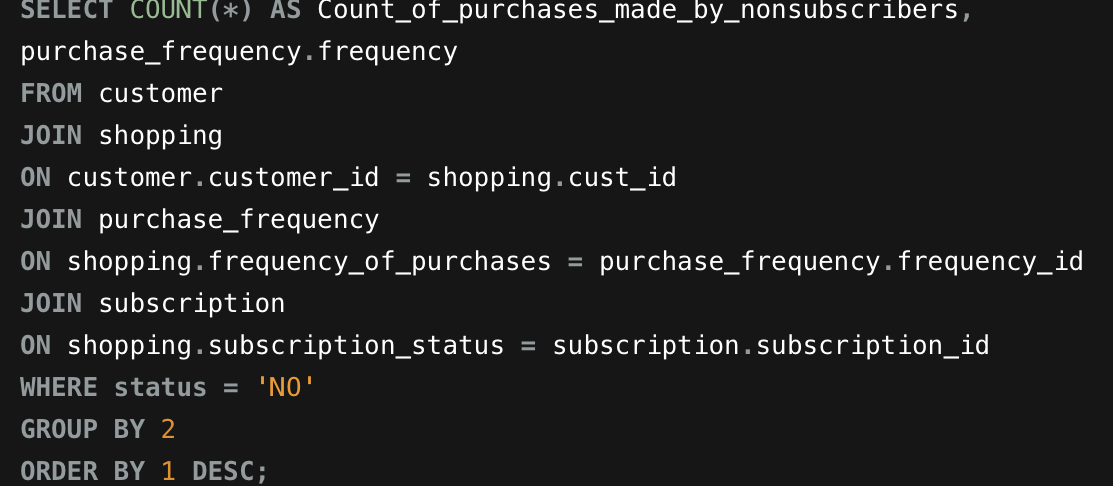 SELECT COUNT(*) AS Count_of_purchases_made_by_nonsubscribers,
purchase_frequency.frequency
FROM customer
JOIN shopping
ON customer.customer_id = shopping.cust_id
JOIN purchase_frequency
ON shopping.frequency_of_purchases = purchase_frequency.frequency_id
JOIN subscription
ON shopping.subscription_status = subscription.subscription_id
WHERE status = 'NO'
GROUP BY 2
ORDER BY 1 DESC;